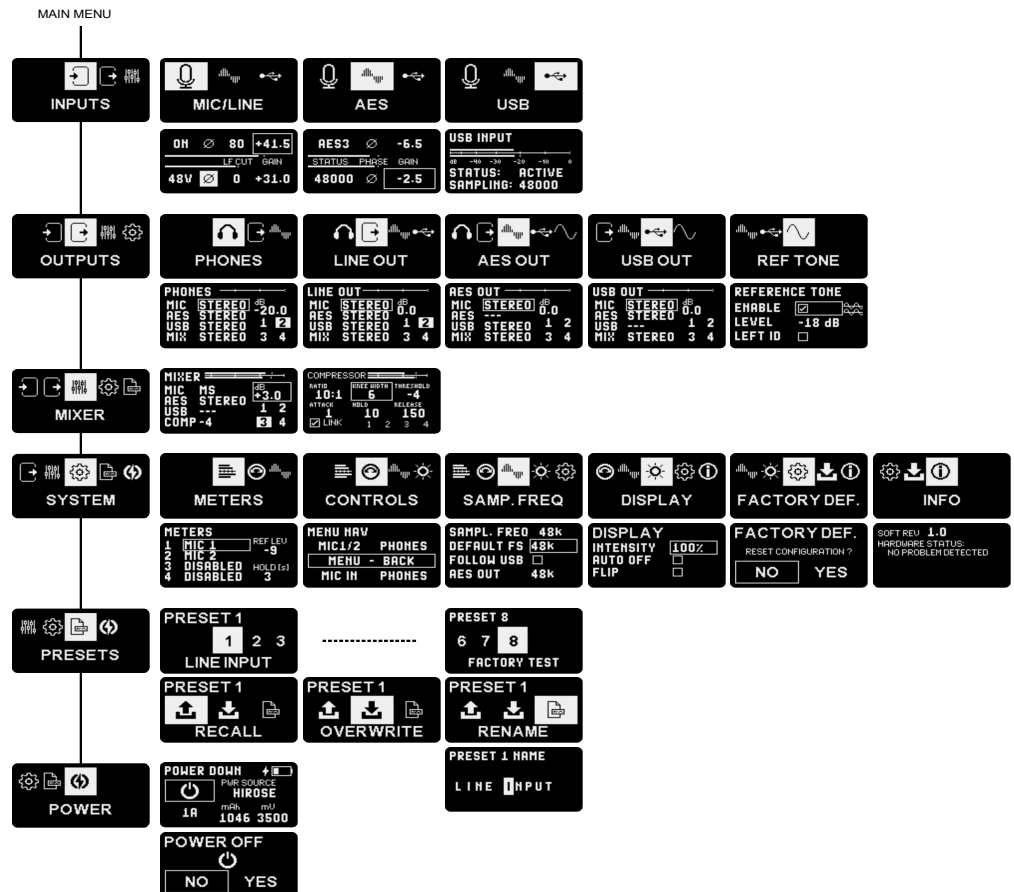 MAIN MENU
INPUTS
MIC/LINE
AES
USB
ON Ø 80 +41.5
LF CUT GAIN
48V Ø 0 +31.0
AES3 Ø -6.5
STATUS PHASE GAIN
48000 Ø -2.5
USB INPUT
dB -40 -30 -20 -10 0
STATUS: ACTIVE
SAMPLING: 48000
OUTPUTS
PHONES
LINE OUT
AES OUT
USB OUT
REF TONE
PHONES
MIC STEREO dB
AES STEREO -20.0
USB STEREO 1 2
MIX STEREO 3 4
LINE OUT
MIC STEREO dB
AES STEREO 0.0
USB STEREO 1 2
MIX STEREO 3 4
AES OUT
MIC STEREO dB
AES --- 0.0
USB STEREO 1 2
MIX STEREO 3 4
USB OUT
MIC STEREO dB
AES STEREO 0.0
USB --- 1 2
MIX STEREO 3 4
REFERENCE TONE
ENABLE
LEVEL -18 dB
LEFT ID
MIXER
MIXER
MIC MS dB
AES STEREO +3.0
USB --- 1 2
COMP -4 3 4
COMPRESSOR
RATIO KNEE WIDTH THRESHOLD
10:1 6 -4
ATTACK HOLD RELEASE
1 10 150
LINK 1 2 3 4
SYSTEM
METERS
CONTROLS
SAMP. FREQ
DISPLAY
FACTORY DEF.
INFO
METERS
1 MIC 1 REF LEV
2 MIC 2 -9
3 DISABLED HOLD [s]
4 DISABLED 3
MENU NAV
MIC1/2 PHONES
MENU - BACK
MIC IN PHONES
SAMPL. FREQ 48k
DEFAULT FS 48k
FOLLOW USB
AES OUT 48k
DISPLAY
INTENSITY 100%
AUTO OFF
FLIP
FACTORY DEF.
RESET CONFIGURATION ?
NO YES
SOFT REV 1.0
HARDWARE STATUS:
NO PROBLEM DETECTED
PRESETS
PRESET 1
1 2 3
LINE INPUT
PRESET 8
6 7 8
FACTORY TEST
PRESET 1
RECALL
PRESET 1
OVERWRITE
PRESET 1
RENAME
PRESET 1 NAME
LINE INPUT
POWER
POWER DOWN
PWR SOURCE
HIROSE
mAh mV
1A 1046 3500
POWER OFF
NO YES